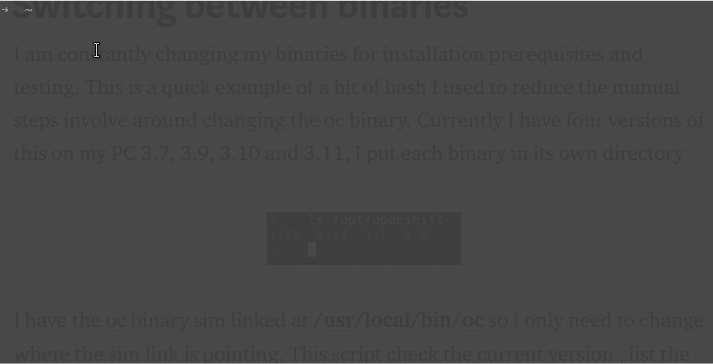 Switching between binaries
→ ~
I am constantly changing my binaries for installation prerequisites and
testing. This is a quick example of a bit of bash I used to reduce the manual
steps involve around changing the oc binary. Currently I have four versions of
this on my PC 3.7, 3.9, 3.10 and 3.11, I put each binary in its own directory
→ ~ ls /opt/openshift
3.10 3.11 3.7 3.9
I have the oc binary sim linked at /usr/local/bin/oc so I only need to change
where the sim link is pointing. This script check the current version , list the